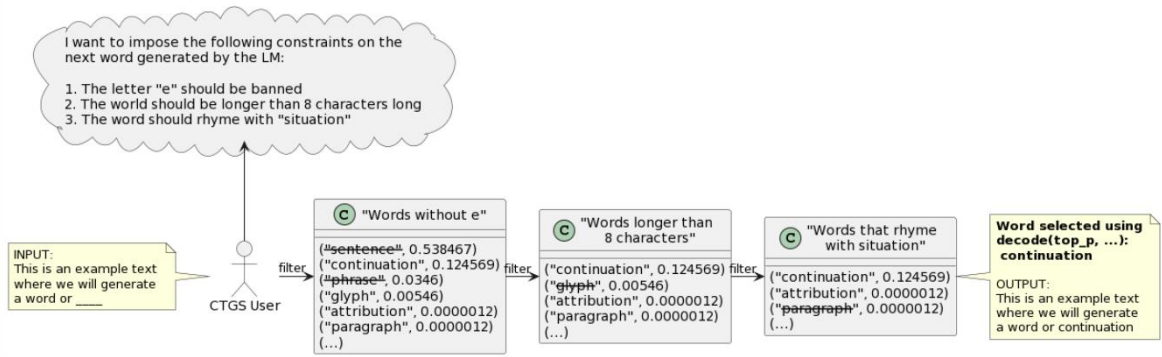 I want to impose the following constraints on the
next word generated by the LM:
1. The letter "e" should be banned
2. The world should be longer than 8 characters long
3. The word should rhyme with "situation"
INPUT:
This is an example text
where we will generate
a word or ____
CTGS User
filter
C "Words without e"
("sentence", 0.538467)
("continuation", 0.124569)
("phrase", 0.0346)
("glyph", 0.00546)
("attribution", 0.0000012)
("paragraph", 0.0000012)
(...)
filter
C "Words longer than
8 characters"
("continuation", 0.124569)
("glyph", 0.00546)
("attribution", 0.0000012)
("paragraph", 0.0000012)
(...)
filter
C "Words that rhyme
with situation"
("continuation", 0.124569)
("attribution", 0.0000012)
("paragraph", 0.0000012)
(...)
Word selected using
decode(top_p, ...):
continuation
OUTPUT:
This is an example text
where we will generate
a word or continuation